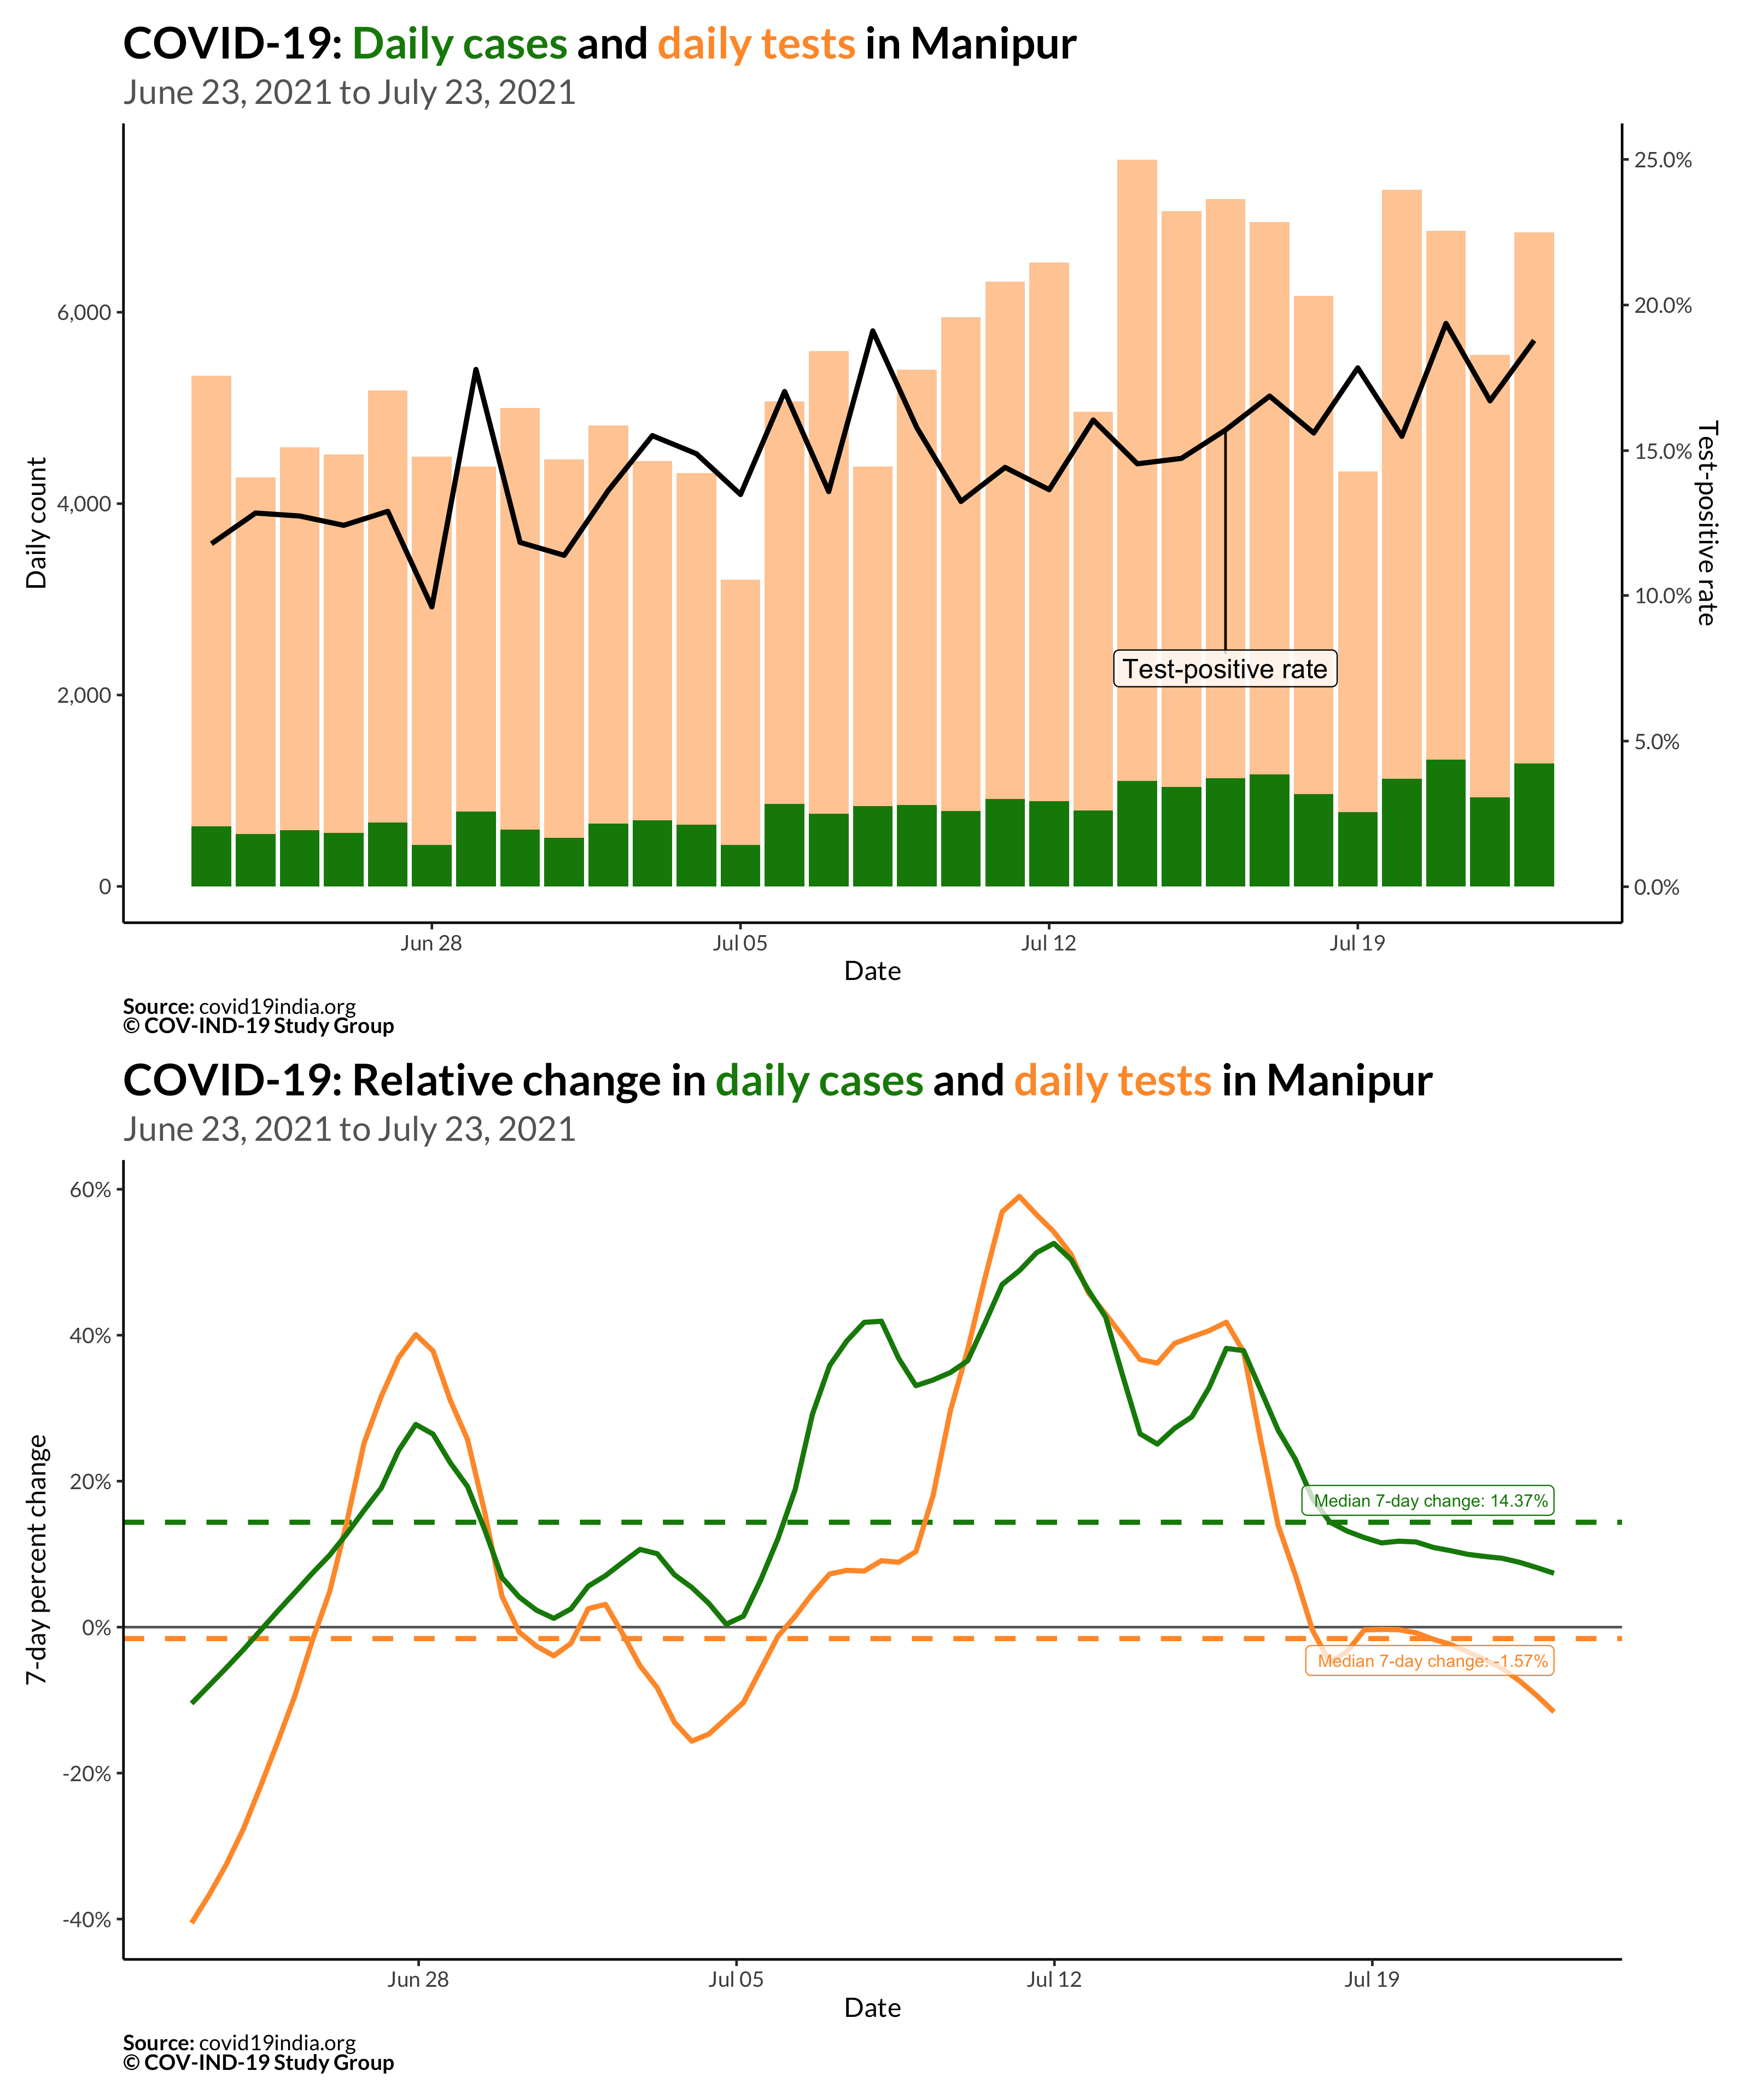 COVID-19: Daily cases and daily tests in Manipur
June 23, 2021 to July 23, 2021
25.0%
20.0%
6,000
15.0%
4,000
10.0%
2,000
5.0%
0
0.0%
Daily count
Test-positive rate
Test-positive rate
Jun 28
Jul 05
Jul 12
Jul 19
Date
Source: covid19india.org
© COV-IND-19 Study Group
COVID-19: Relative change in daily cases and daily tests in Manipur
June 23, 2021 to July 23, 2021
60%
40%
20%
0%
-20%
-40%
7-day percent change
Median 7-day change: 14.37%
Median 7-day change: -1.57%
Jun 28
Jul 05
Jul 12
Jul 19
Date
Source: covid19india.org
© COV-IND-19 Study Group